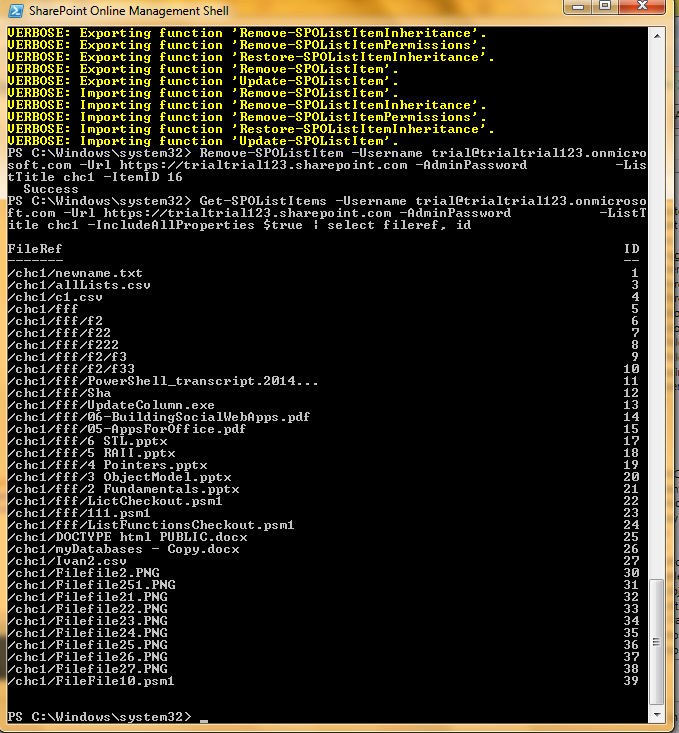 SharePoint Online Management Shell
VERBOSE: Exporting function 'Remove-SPOListItemInheritance'.
VERBOSE: Exporting function 'Remove-SPOListItemPermissions'.
VERBOSE: Exporting function 'Restore-SPOListItemInheritance'.
VERBOSE: Exporting function 'Remove-SPOListItem'.
VERBOSE: Exporting function 'Update-SPOListItem'.
VERBOSE: Importing function 'Remove-SPOListItem'.
VERBOSE: Importing function 'Remove-SPOListItemInheritance'.
VERBOSE: Importing function 'Remove-SPOListItemPermissions'.
VERBOSE: Importing function 'Restore-SPOListItemInheritance'.
VERBOSE: Importing function 'Update-SPOListItem'.
PS C:\Windows\system32> Remove-SPOListItem -Username trial@trialtrial123.onmicro
soft.com -Url https://trialtrial123.sharepoint.com -AdminPassword -Lis
tTitle chc1 -ItemID 16
Success
PS C:\Windows\system32> Get-SPOListItems -Username trial@trialtrial123.onmicroso
ft.com -Url https://trialtrial123.sharepoint.com -AdminPassword -ListT
itle chc1 -IncludeAllProperties $true | select fileref, id
FileRef ID
------- --
/chc1/newname.txt 1
/chc1/allLists.csv 3
/chc1/c1.csv 4
/chc1/fff 5
/chc1/fff/f2 6
/chc1/fff/f22 7
/chc1/fff/f222 8
/chc1/fff/f2/f3 9
/chc1/fff/f2/f33 10
/chc1/fff/PowerShell_transcript.2014... 11
/chc1/fff/Sha 12
/chc1/fff/UpdateColumn.exe 13
/chc1/fff/06-BuildingSocialWebApps.pdf 14
/chc1/fff/05-AppsForOffice.pdf 15
/chc1/fff/6 STL.pptx 17
/chc1/fff/5 RAII.pptx 18
/chc1/fff/4 Pointers.pptx 19
/chc1/fff/3 ObjectModel.pptx 20
/chc1/fff/2 Fundamentals.pptx 21
/chc1/fff/LictCheckout.psm1 22
/chc1/fff/111.psm1 23
/chc1/fff/ListFunctionsCheckout.psm1 24
/chc1/DOCTYPE html PUBLIC.docx 25
/chc1/myDatabases - Copy.docx 26
/chc1/Ivan2.csv 27
/chc1/Filefile2.PNG 30
/chc1/Filefile251.PNG 31
/chc1/Filefile21.PNG 32
/chc1/Filefile22.PNG 33
/chc1/Filefile23.PNG 34
/chc1/Filefile24.PNG 35
/chc1/Filefile25.PNG 36
/chc1/Filefile26.PNG 37
/chc1/Filefile27.PNG 38
/chc1/FileFile10.psm1 39
PS C:\Windows\system32> _